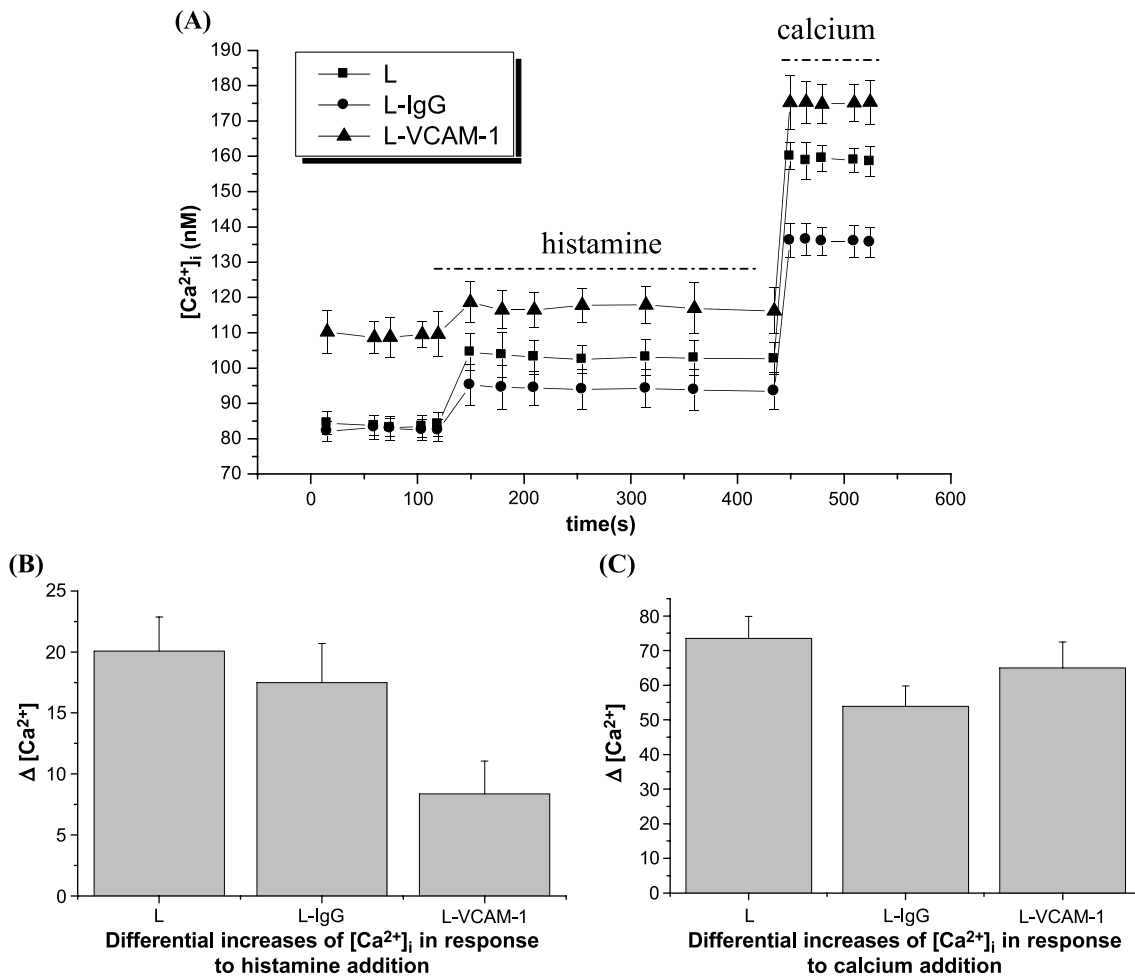 (A)
calcium
190
180
170
160
150
140
130
120
110
100
90
80
70
[Ca²⁺]ᵢ (nM)
L
L-IgG
L-VCAM-1
histamine
0 100 200 300 400 500 600
time(s)
(B)
25
20
15
10
5
0
Δ [Ca²⁺]
L L-IgG L-VCAM-1
Differential increases of [Ca²⁺]ᵢ in response
to histamine addition
(C)
80
70
60
50
40
30
20
10
0
Δ [Ca²⁺]
L L-IgG L-VCAM-1
Differential increases of [Ca²⁺]ᵢ in response
to calcium addition